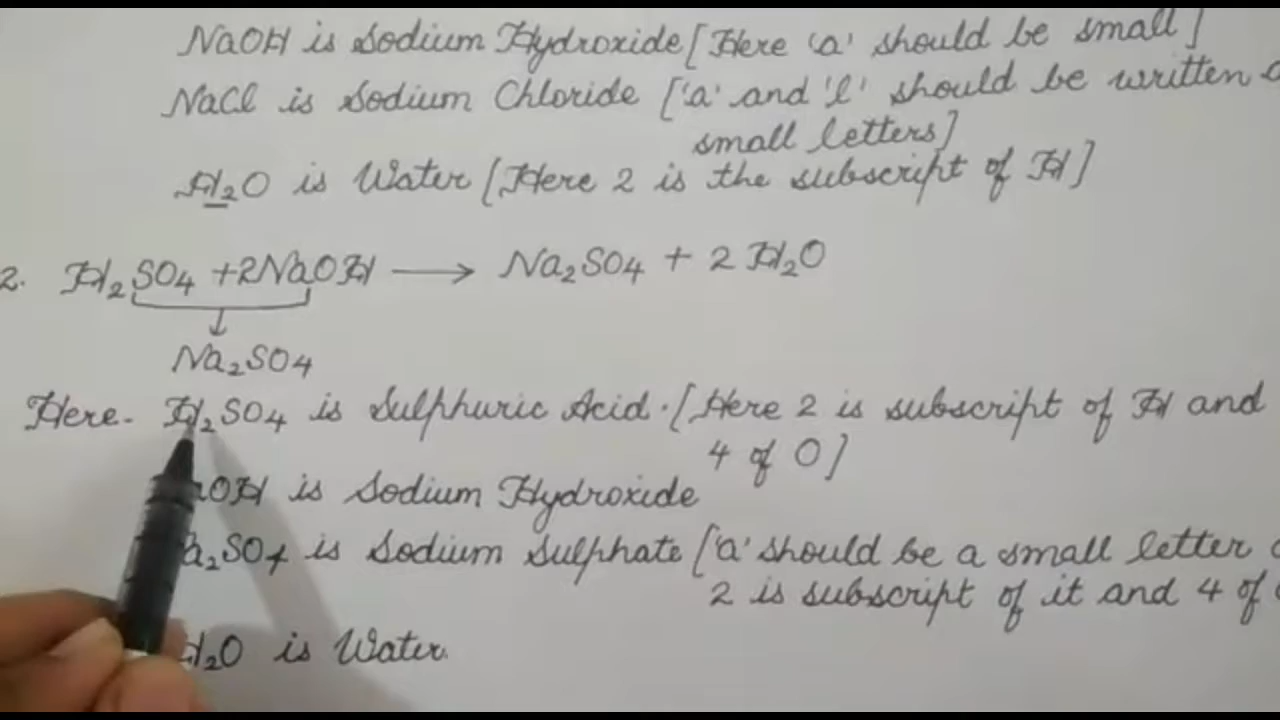 NaOH is Sodium Hydroxide [Here 'a' should be small]
NaCl is Sodium Chloride ['a' and 'l' should be written
small letters]
H₂O is Water [Here 2 is the subscript of H]
2. H₂SO₄ + 2NaOH ⟶ Na₂SO₄ + 2H₂O
↓
Na₂SO₄
Here- H₂SO₄ is Sulphuric Acid. [Here 2 is subscript of H and
4 of O]
aOH is Sodium Hydroxide
a₂SO₄ is Sodium Sulphate ['a' should be a small letter
2 is subscript of it and 4 of
H₂O is Water.